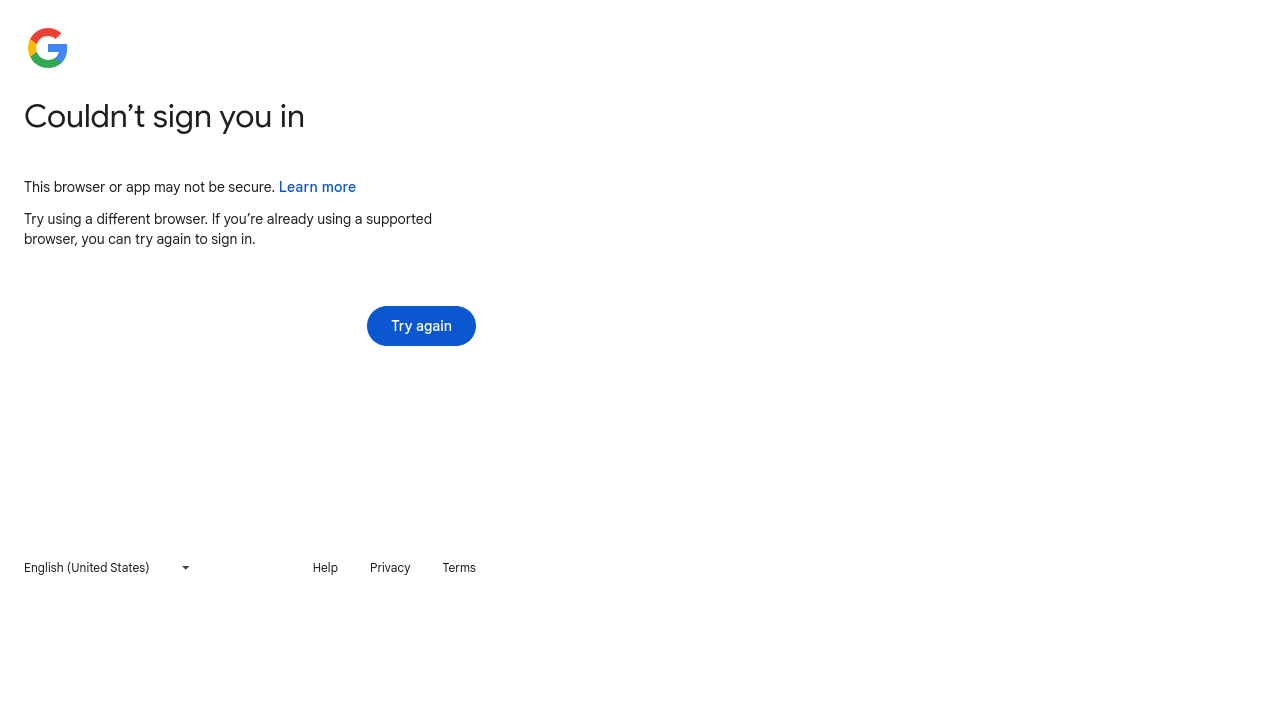 Couldn’t sign you in
This browser or app may not be secure. Learn more
Try using a different browser. If you’re already using a supported
browser, you can try again to sign in.
Try again
English (United States)
Help
Privacy
Terms